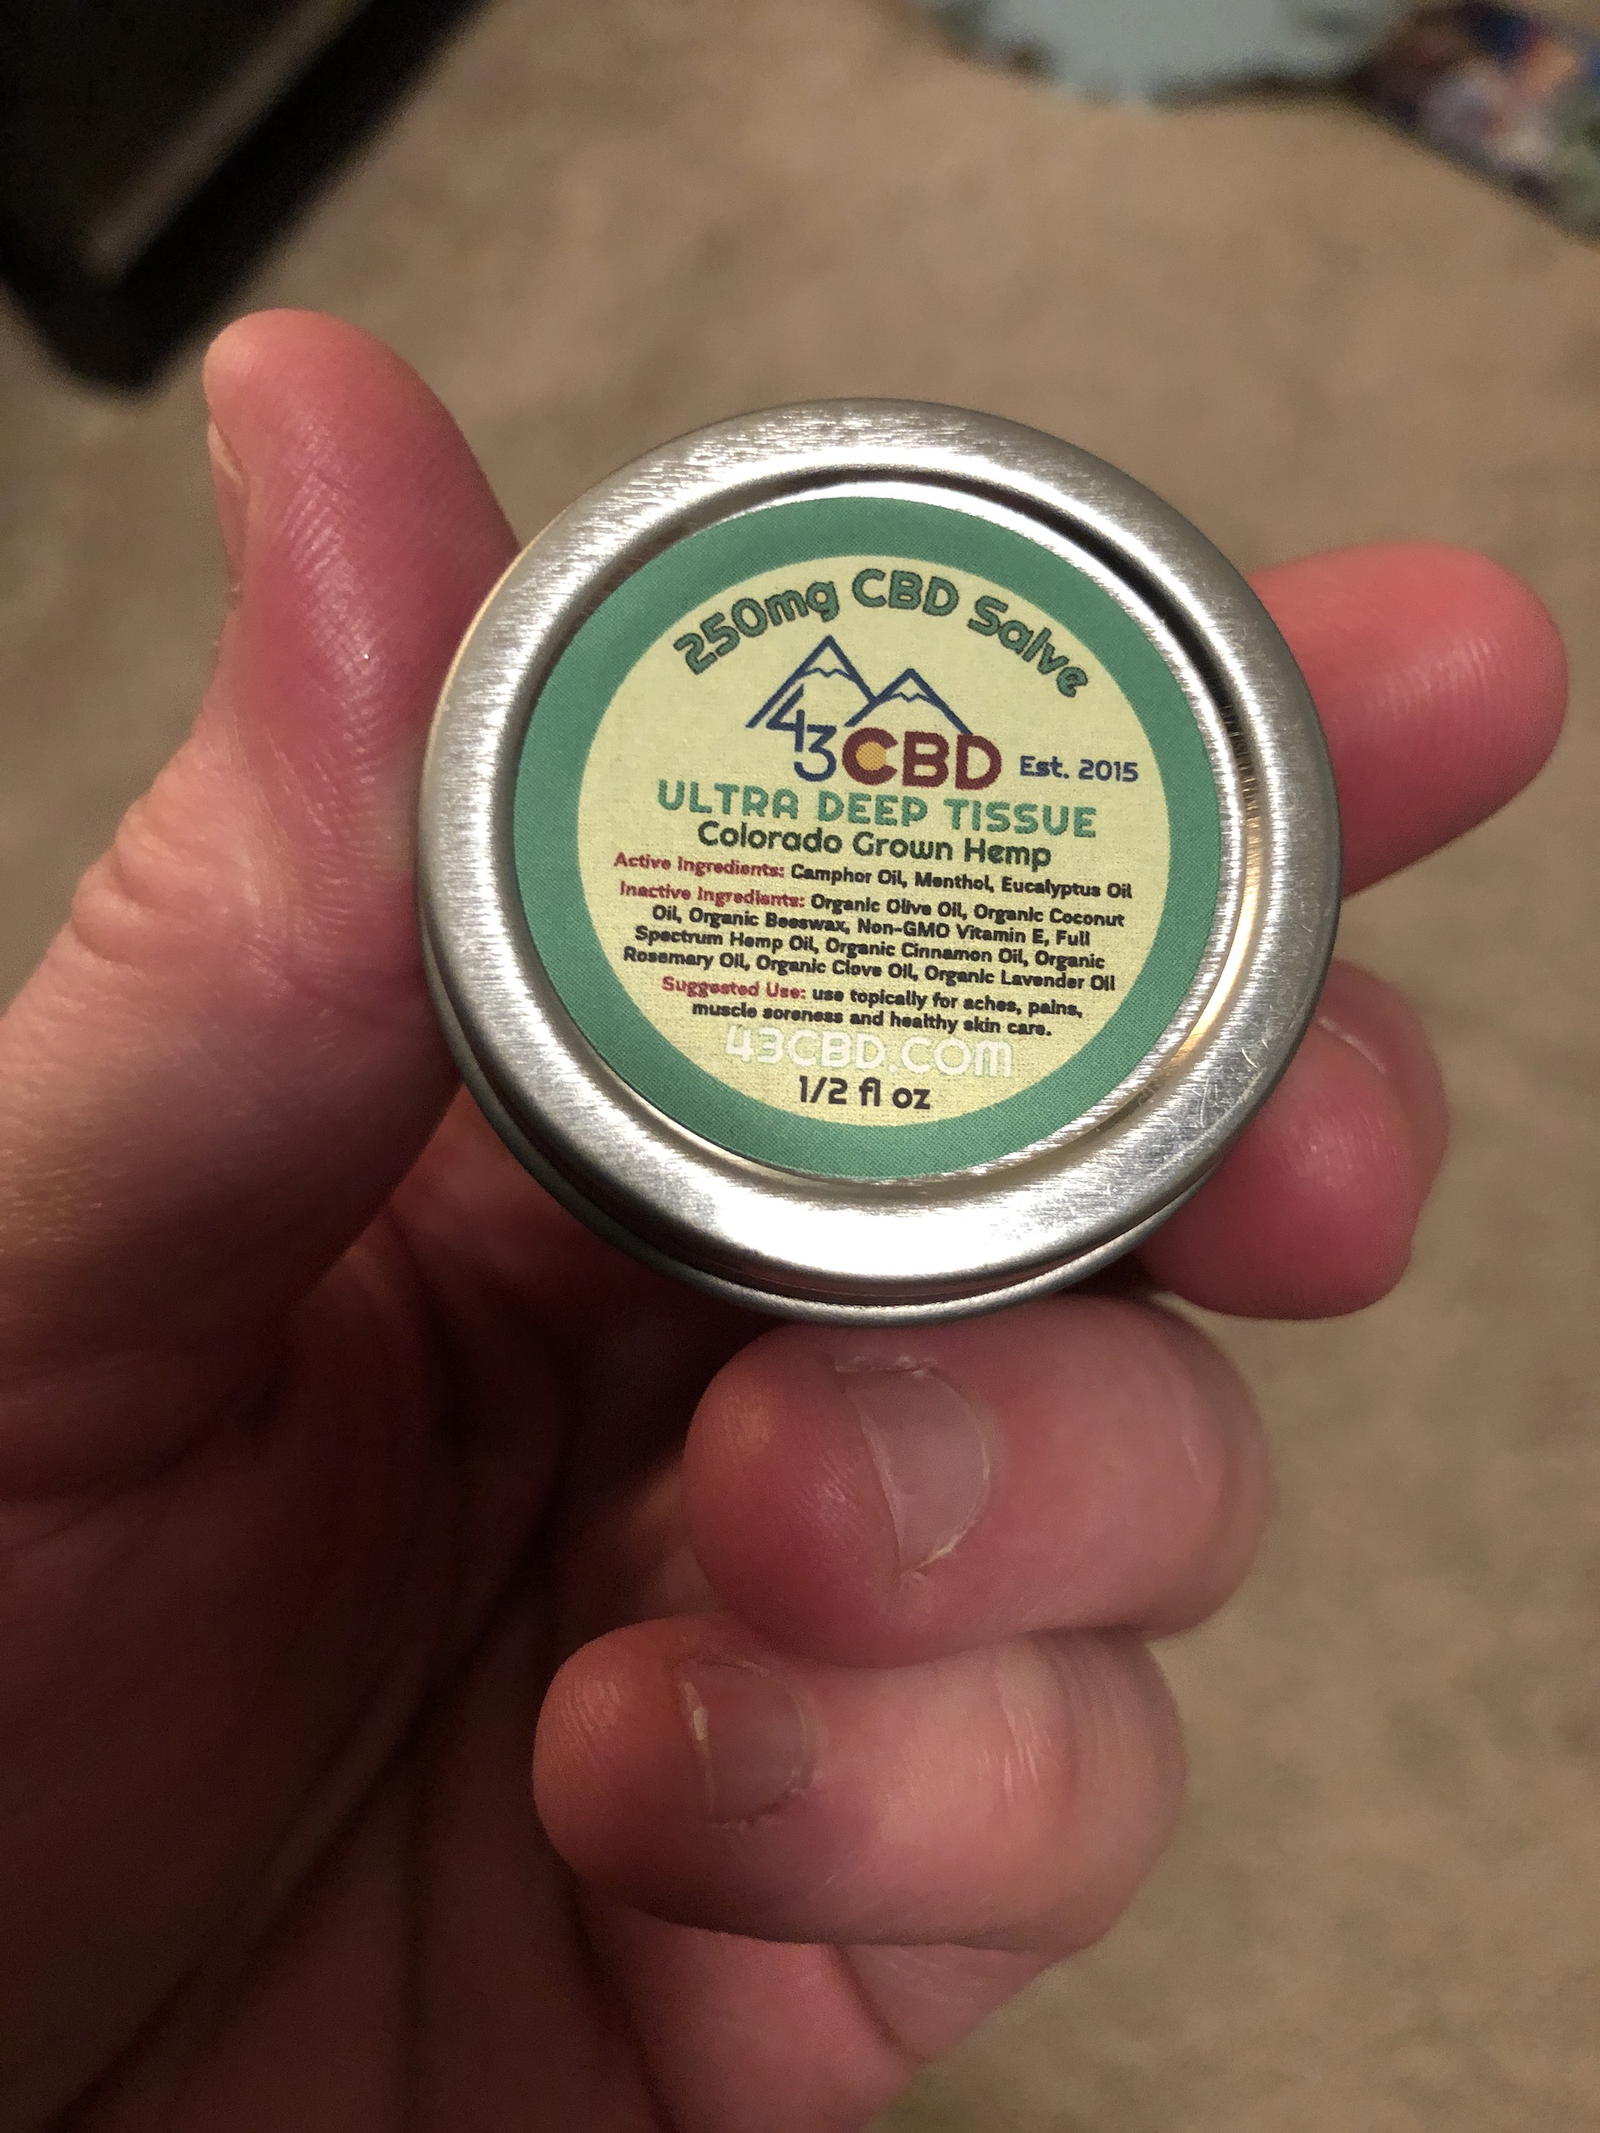 250mg CBD Salve
43CBD Est. 2015
ULTRA DEEP TISSUE
Colorado Grown Hemp
Active Ingredients: Camphor Oil, Menthol, Eucalyptus Oil
Inactive Ingredients: Organic Olive Oil, Organic Coconut
Oil, Organic Beeswax, Non-GMO Vitamin E, Full
Spectrum Hemp Oil, Organic Cinnamon Oil, Organic
Rosemary Oil, Organic Clove Oil, Organic Lavender Oil
Suggested Use: use topically for aches, pains,
muscle soreness and healthy skin care.
43CBD.COM
1/2 fl oz